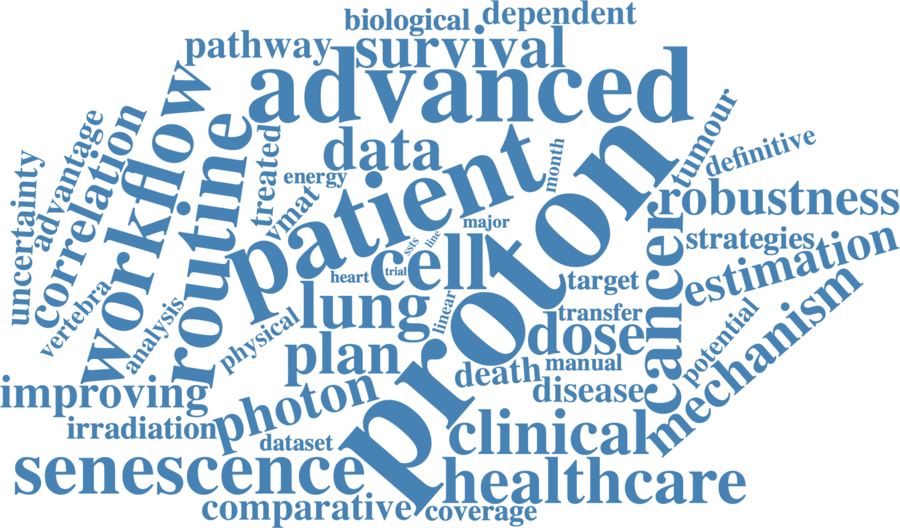 biological
dependent
pathway
survival
advanced
workflow
routine
advantage
correlation
uncertainty
treated
data
energy
vmat
patient
month
tumour
definitive
proton
major
ssts
line
cell
trial
heart
robustness
strategies
estimation
cancer
target
transfer
linear
lung
vertebra
analysis
physical
plan
dose
death
manual
disease
potential
mechanism
improving
photon
irradiation
dataset
clinical
senescence
healthcare
comparative
coverage